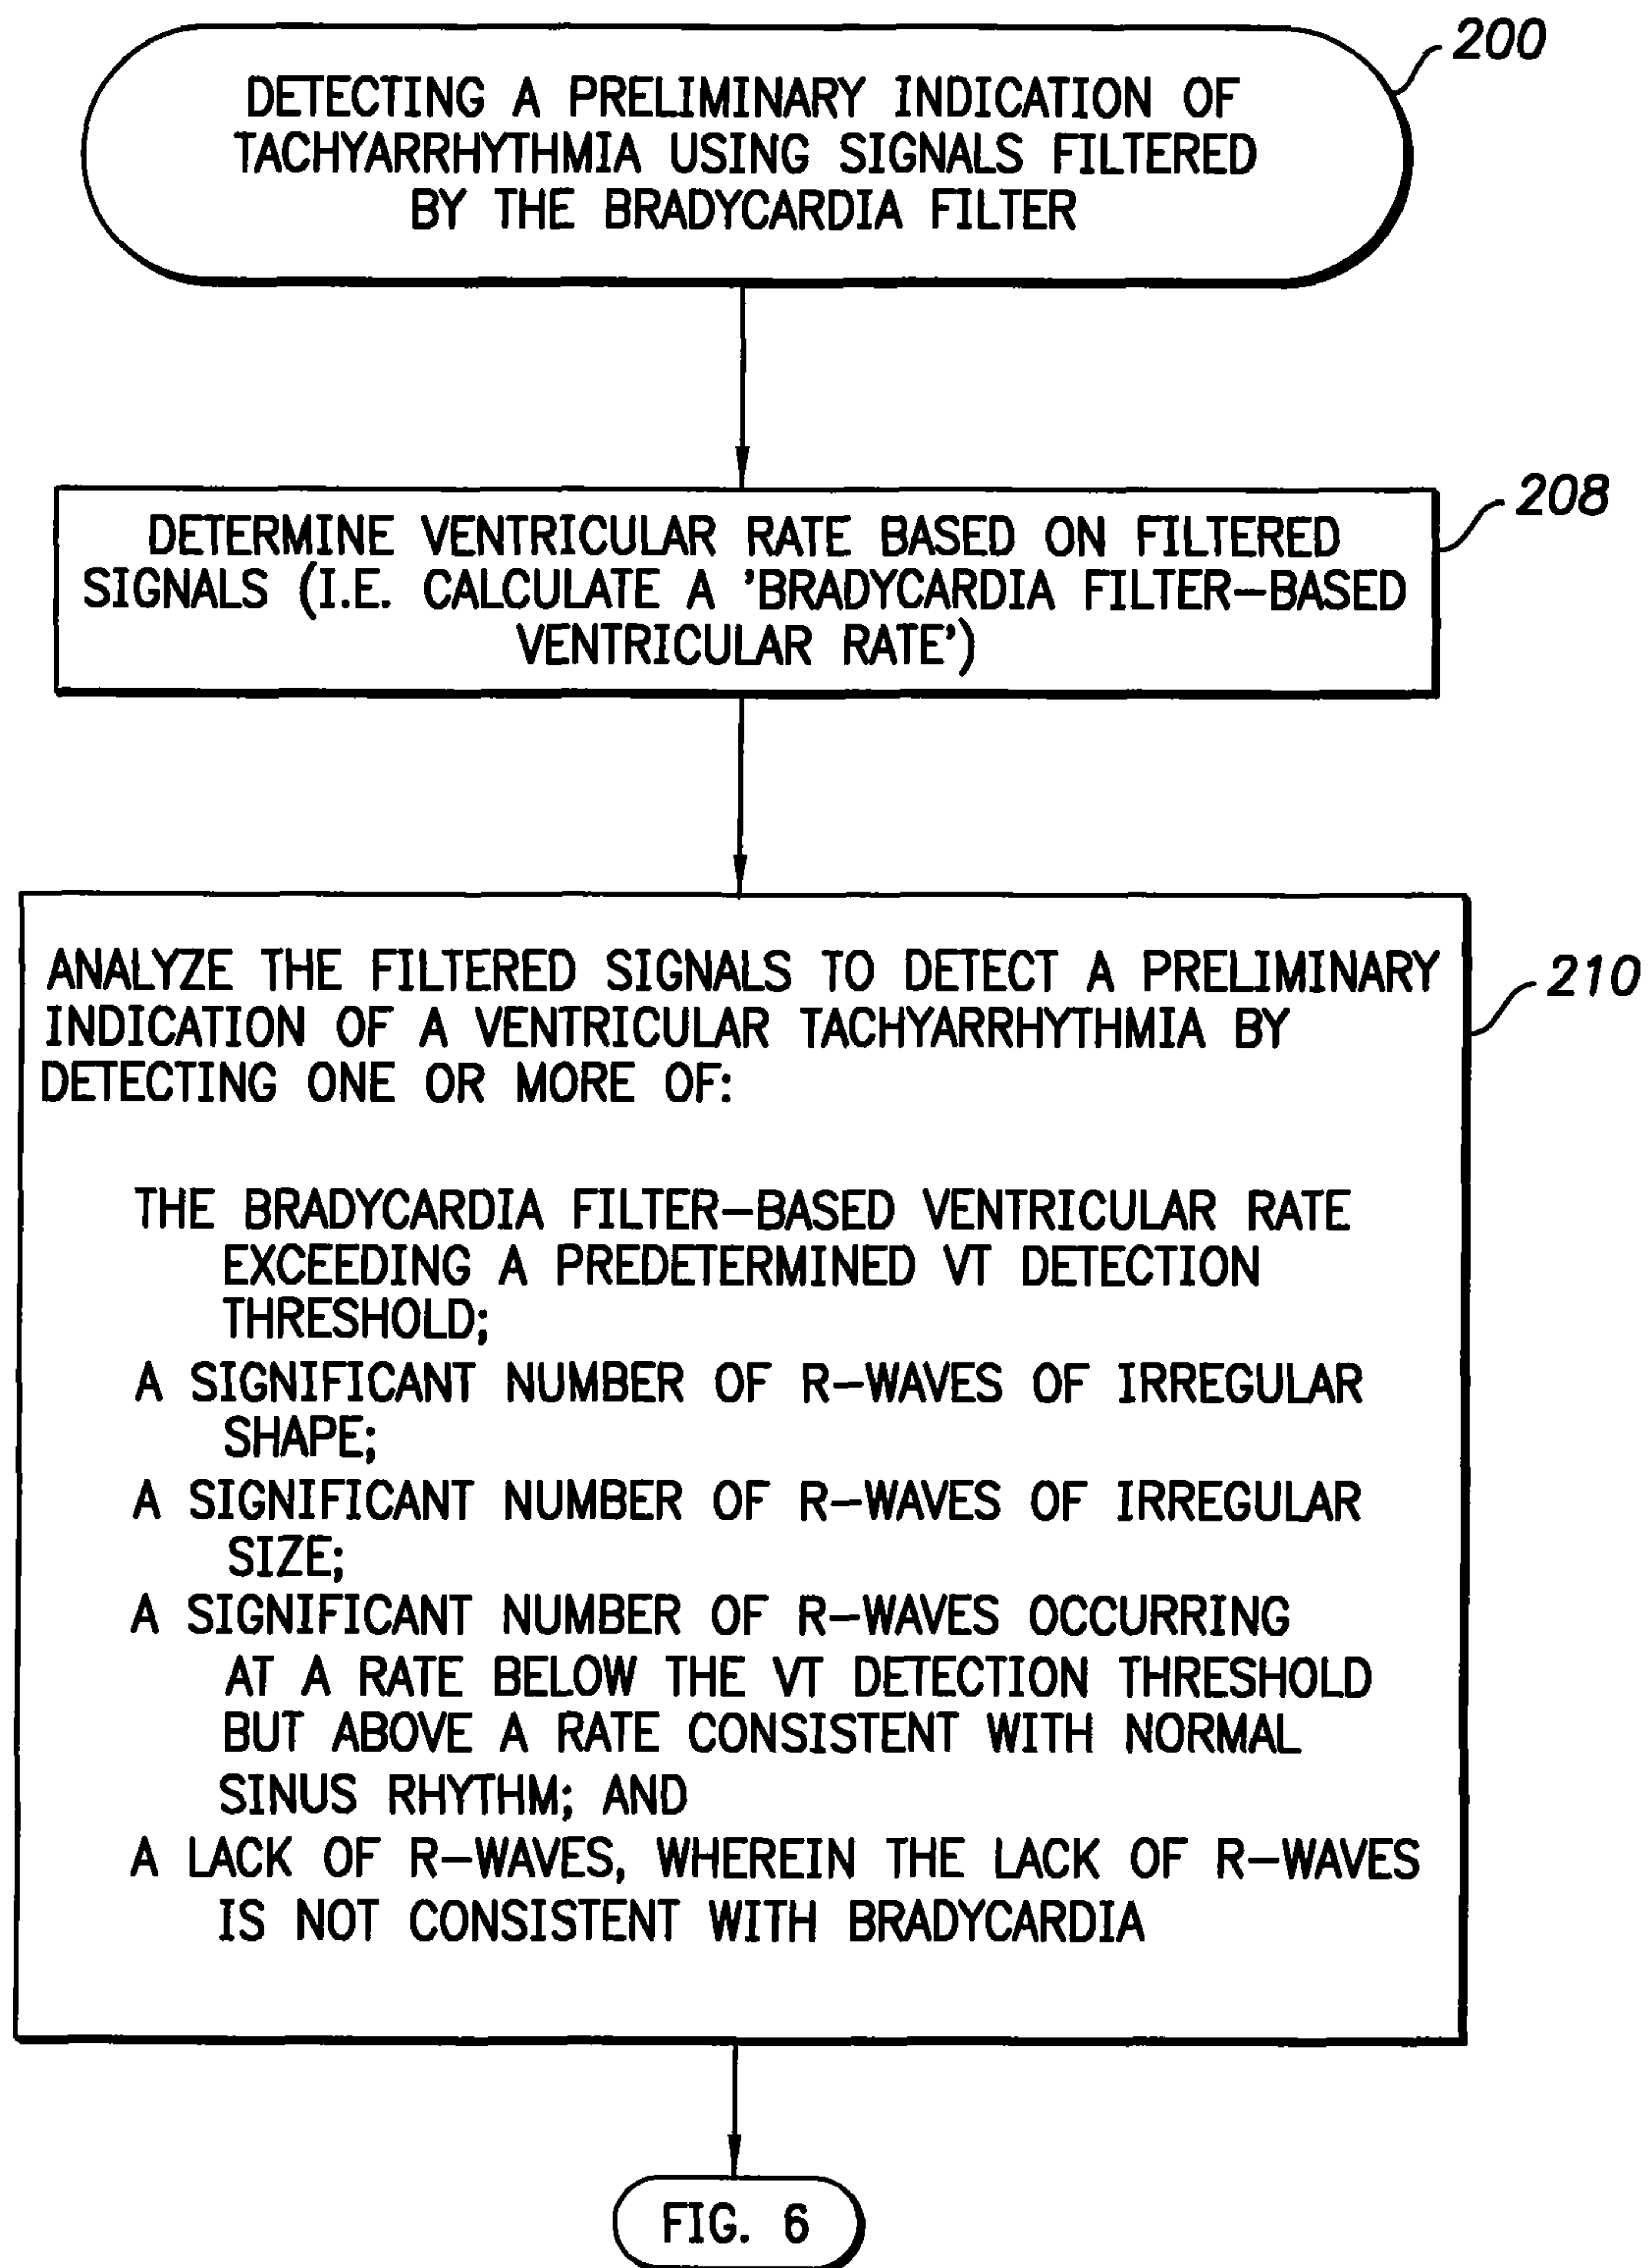 200
DETECTING A PRELIMINARY INDICATION OF
TACHYARRHYTHMIA USING SIGNALS FILTERED
BY THE BRADYCARDIA FILTER
208
DETERMINE VENTRICULAR RATE BASED ON FILTERED
SIGNALS (I.E. CALCULATE A 'BRADYCARDIA FILTER-BASED
VENTRICULAR RATE')
210
ANALYZE THE FILTERED SIGNALS TO DETECT A PRELIMINARY
INDICATION OF A VENTRICULAR TACHYARRHYTHMIA BY
DETECTING ONE OR MORE OF:
THE BRADYCARDIA FILTER-BASED VENTRICULAR RATE
EXCEEDING A PREDETERMINED VT DETECTION
THRESHOLD;
A SIGNIFICANT NUMBER OF R-WAVES OF IRREGULAR
SHAPE;
A SIGNIFICANT NUMBER OF R-WAVES OF IRREGULAR
SIZE;
A SIGNIFICANT NUMBER OF R-WAVES OCCURRING
AT A RATE BELOW THE VT DETECTION THRESHOLD
BUT ABOVE A RATE CONSISTENT WITH NORMAL
SINUS RHYTHM; AND
A LACK OF R-WAVES, WHEREIN THE LACK OF R-WAVES
IS NOT CONSISTENT WITH BRADYCARDIA
FIG. 6